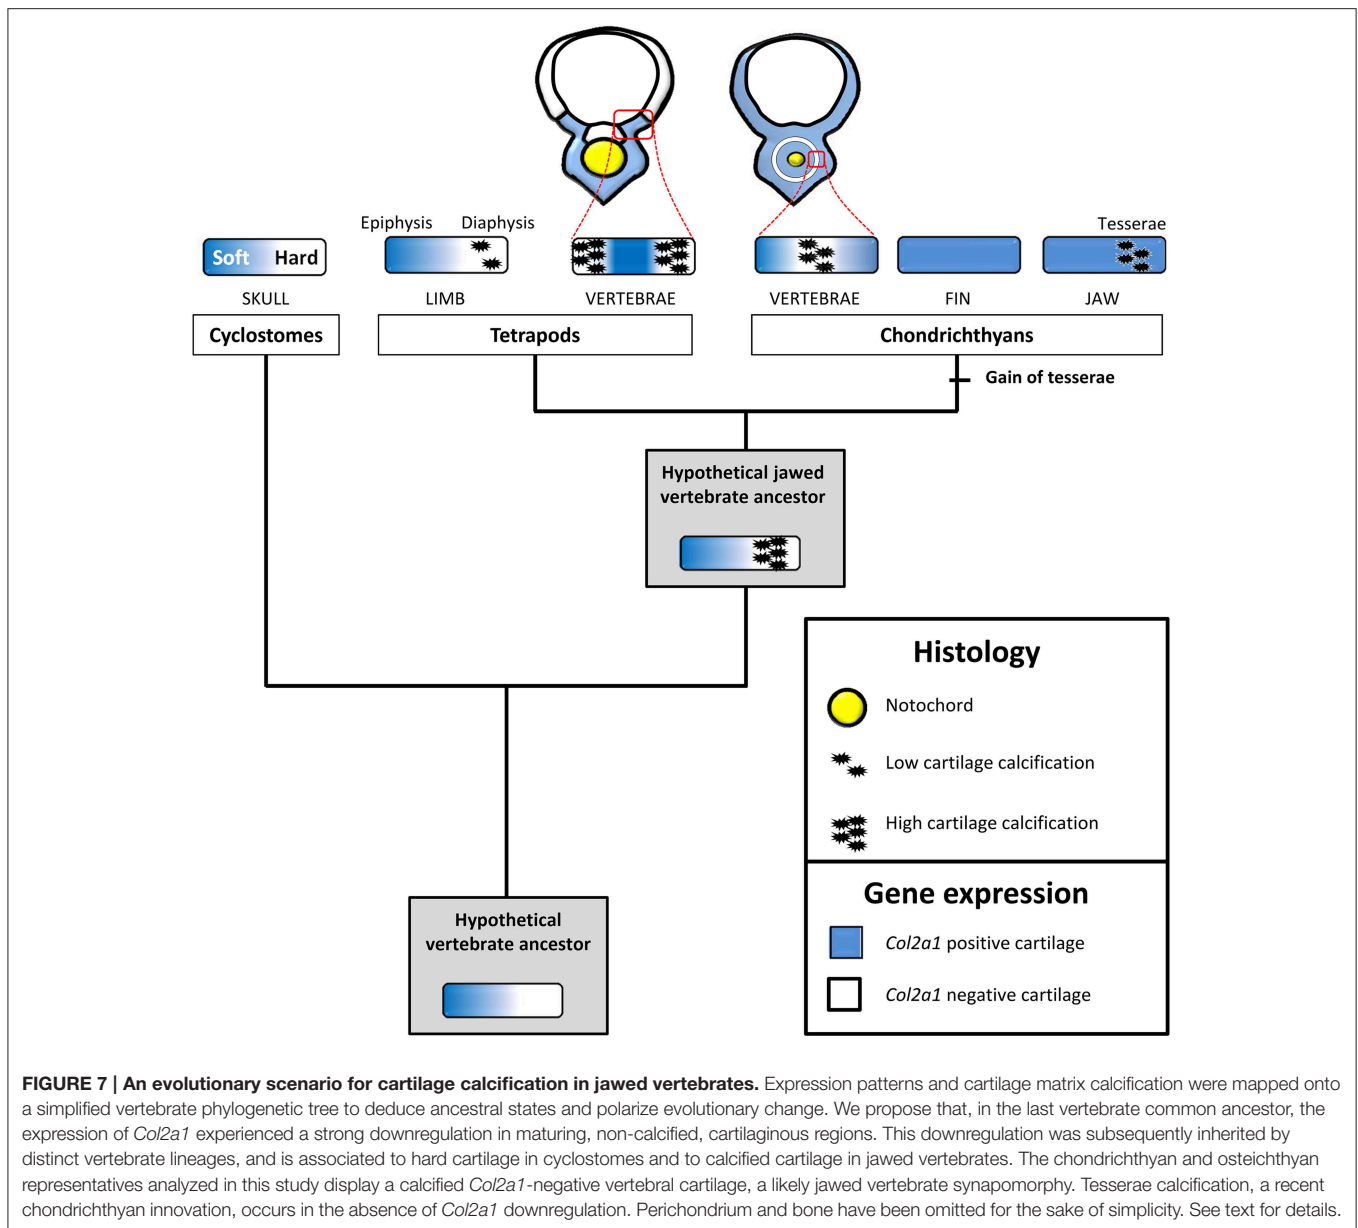 Epiphysis Diaphysis
Tesserae
Soft Hard
SKULL LIMB VERTEBRAE VERTEBRAE FIN JAW
Cyclostomes Tetrapods Chondrichthyans
Gain of tesserae
Hypothetical jawed
vertebrate ancestor
Histology
Notochord
Low cartilage calcification
High cartilage calcification
Gene expression
Col2a1 positive cartilage
Col2a1 negative cartilage
Hypothetical
vertebrate ancestor
FIGURE 7 | An evolutionary scenario for cartilage calcification in jawed vertebrates. Expression patterns and cartilage matrix calcification were mapped onto
a simplified vertebrate phylogenetic tree to deduce ancestral states and polarize evolutionary change. We propose that, in the last vertebrate common ancestor, the
expression of Col2a1 experienced a strong downregulation in maturing, non-calcified, cartilaginous regions. This downregulation was subsequently inherited by
distinct vertebrate lineages, and is associated to hard cartilage in cyclostomes and to calcified cartilage in jawed vertebrates. The chondrichthyan and osteichthyan
representatives analyzed in this study display a calcified Col2a1-negative vertebral cartilage, a likely jawed vertebrate synapomorphy. Tesserae calcification, a recent
chondrichthyan innovation, occurs in the absence of Col2a1 downregulation. Perichondrium and bone have been omitted for the sake of simplicity. See text for details.